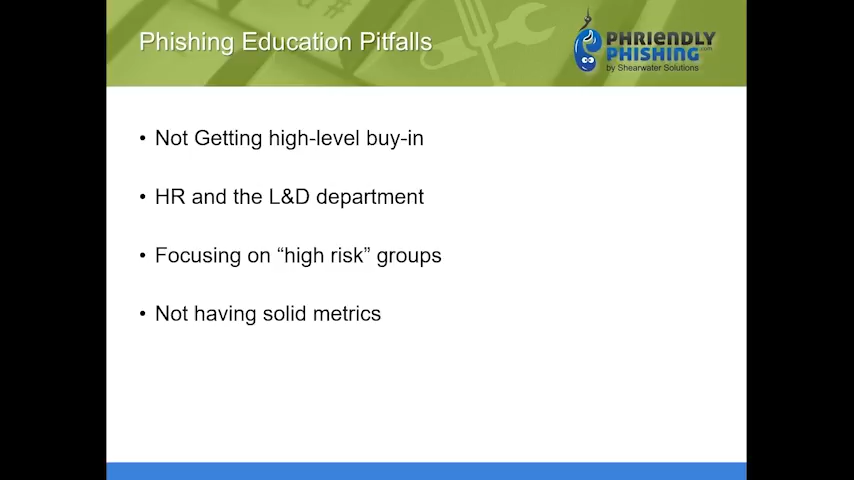 Phishing Education Pitfalls
PHRIENDLY
PHISHING.com
by Shearwater Solutions
• Not Getting high-level buy-in
• HR and the L&D department
• Focusing on “high risk” groups
• Not having solid metrics